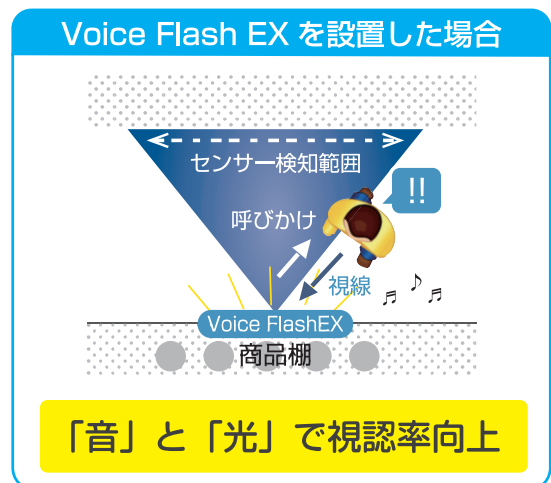 Voice Flash EX を設置した場合
センサー検知範囲
!!
呼びかけ
視線
Voice FlashEX
商品棚
「音」と「光」で視認率向上